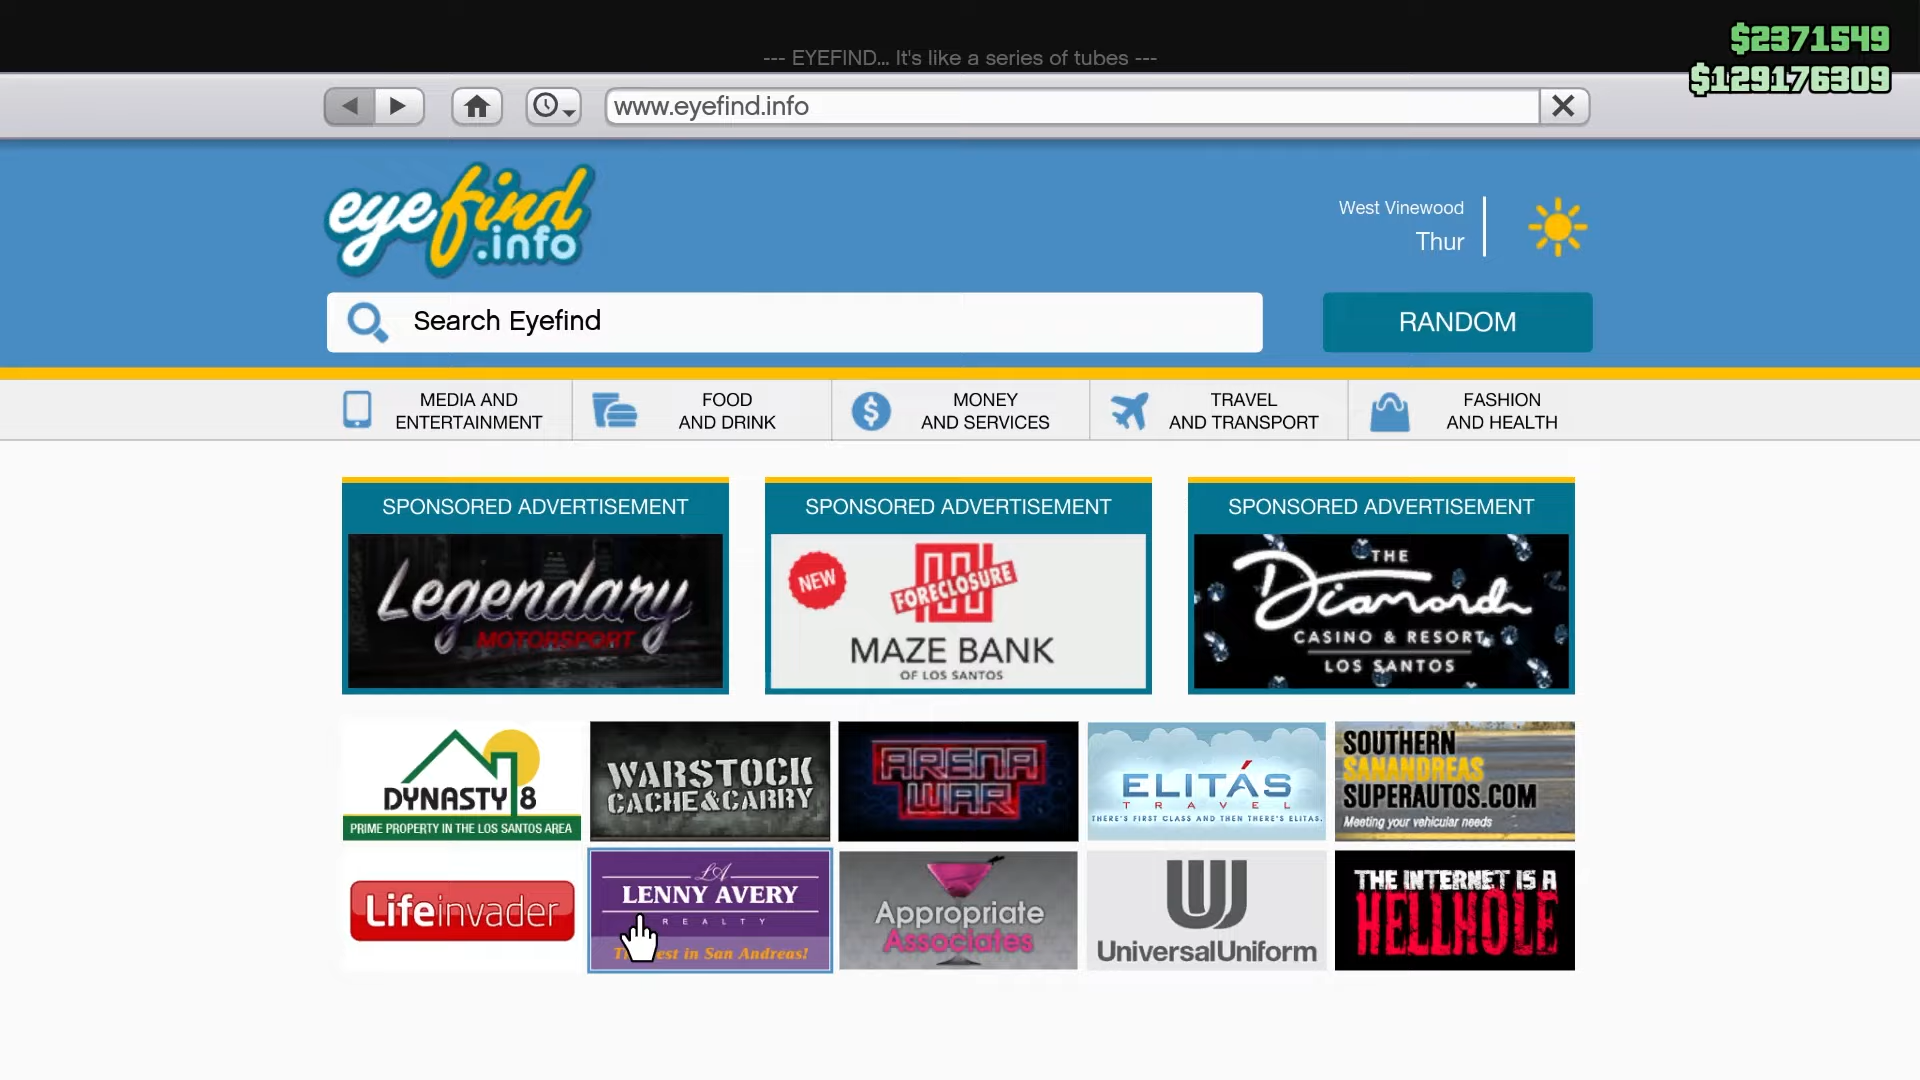 --- EYEFIND... It's like a series of tubes ---
$2371549
$129176309
www.eyefind.info
eyefind
.info
West Vinewood
Thur
Search Eyefind
RANDOM
MEDIA AND
ENTERTAINMENT
FOOD
AND DRINK
MONEY
AND SERVICES
TRAVEL
AND TRANSPORT
FASHION
AND HEALTH
SPONSORED ADVERTISEMENT
Legendary
MOTORSPORT
SPONSORED ADVERTISEMENT
NEW
FORECLOSURE
MAZE BANK
OF LOS SANTOS
SPONSORED ADVERTISEMENT
THE
Diamond
CASINO & RESORT
LOS SANTOS
DYNASTY 8
PRIME PROPERTY IN THE LOS SANTOS AREA
WARSTOCK
CACHE&CARRY
ARENA
WAR
ELITÁS
TRAVEL
THERE'S FIRST CLASS AND THEN THERE'S ELITAS.
SOUTHERN
SANANDREAS
SUPERAUTOS.COM
Meeting your vehicular needs
Lifeinvader
LA
LENNY AVERY
REALTY
est in San Andreas!
Appropriate
Associates
U
UniversalUniform
THE INTERNET IS A
HELLHOLE